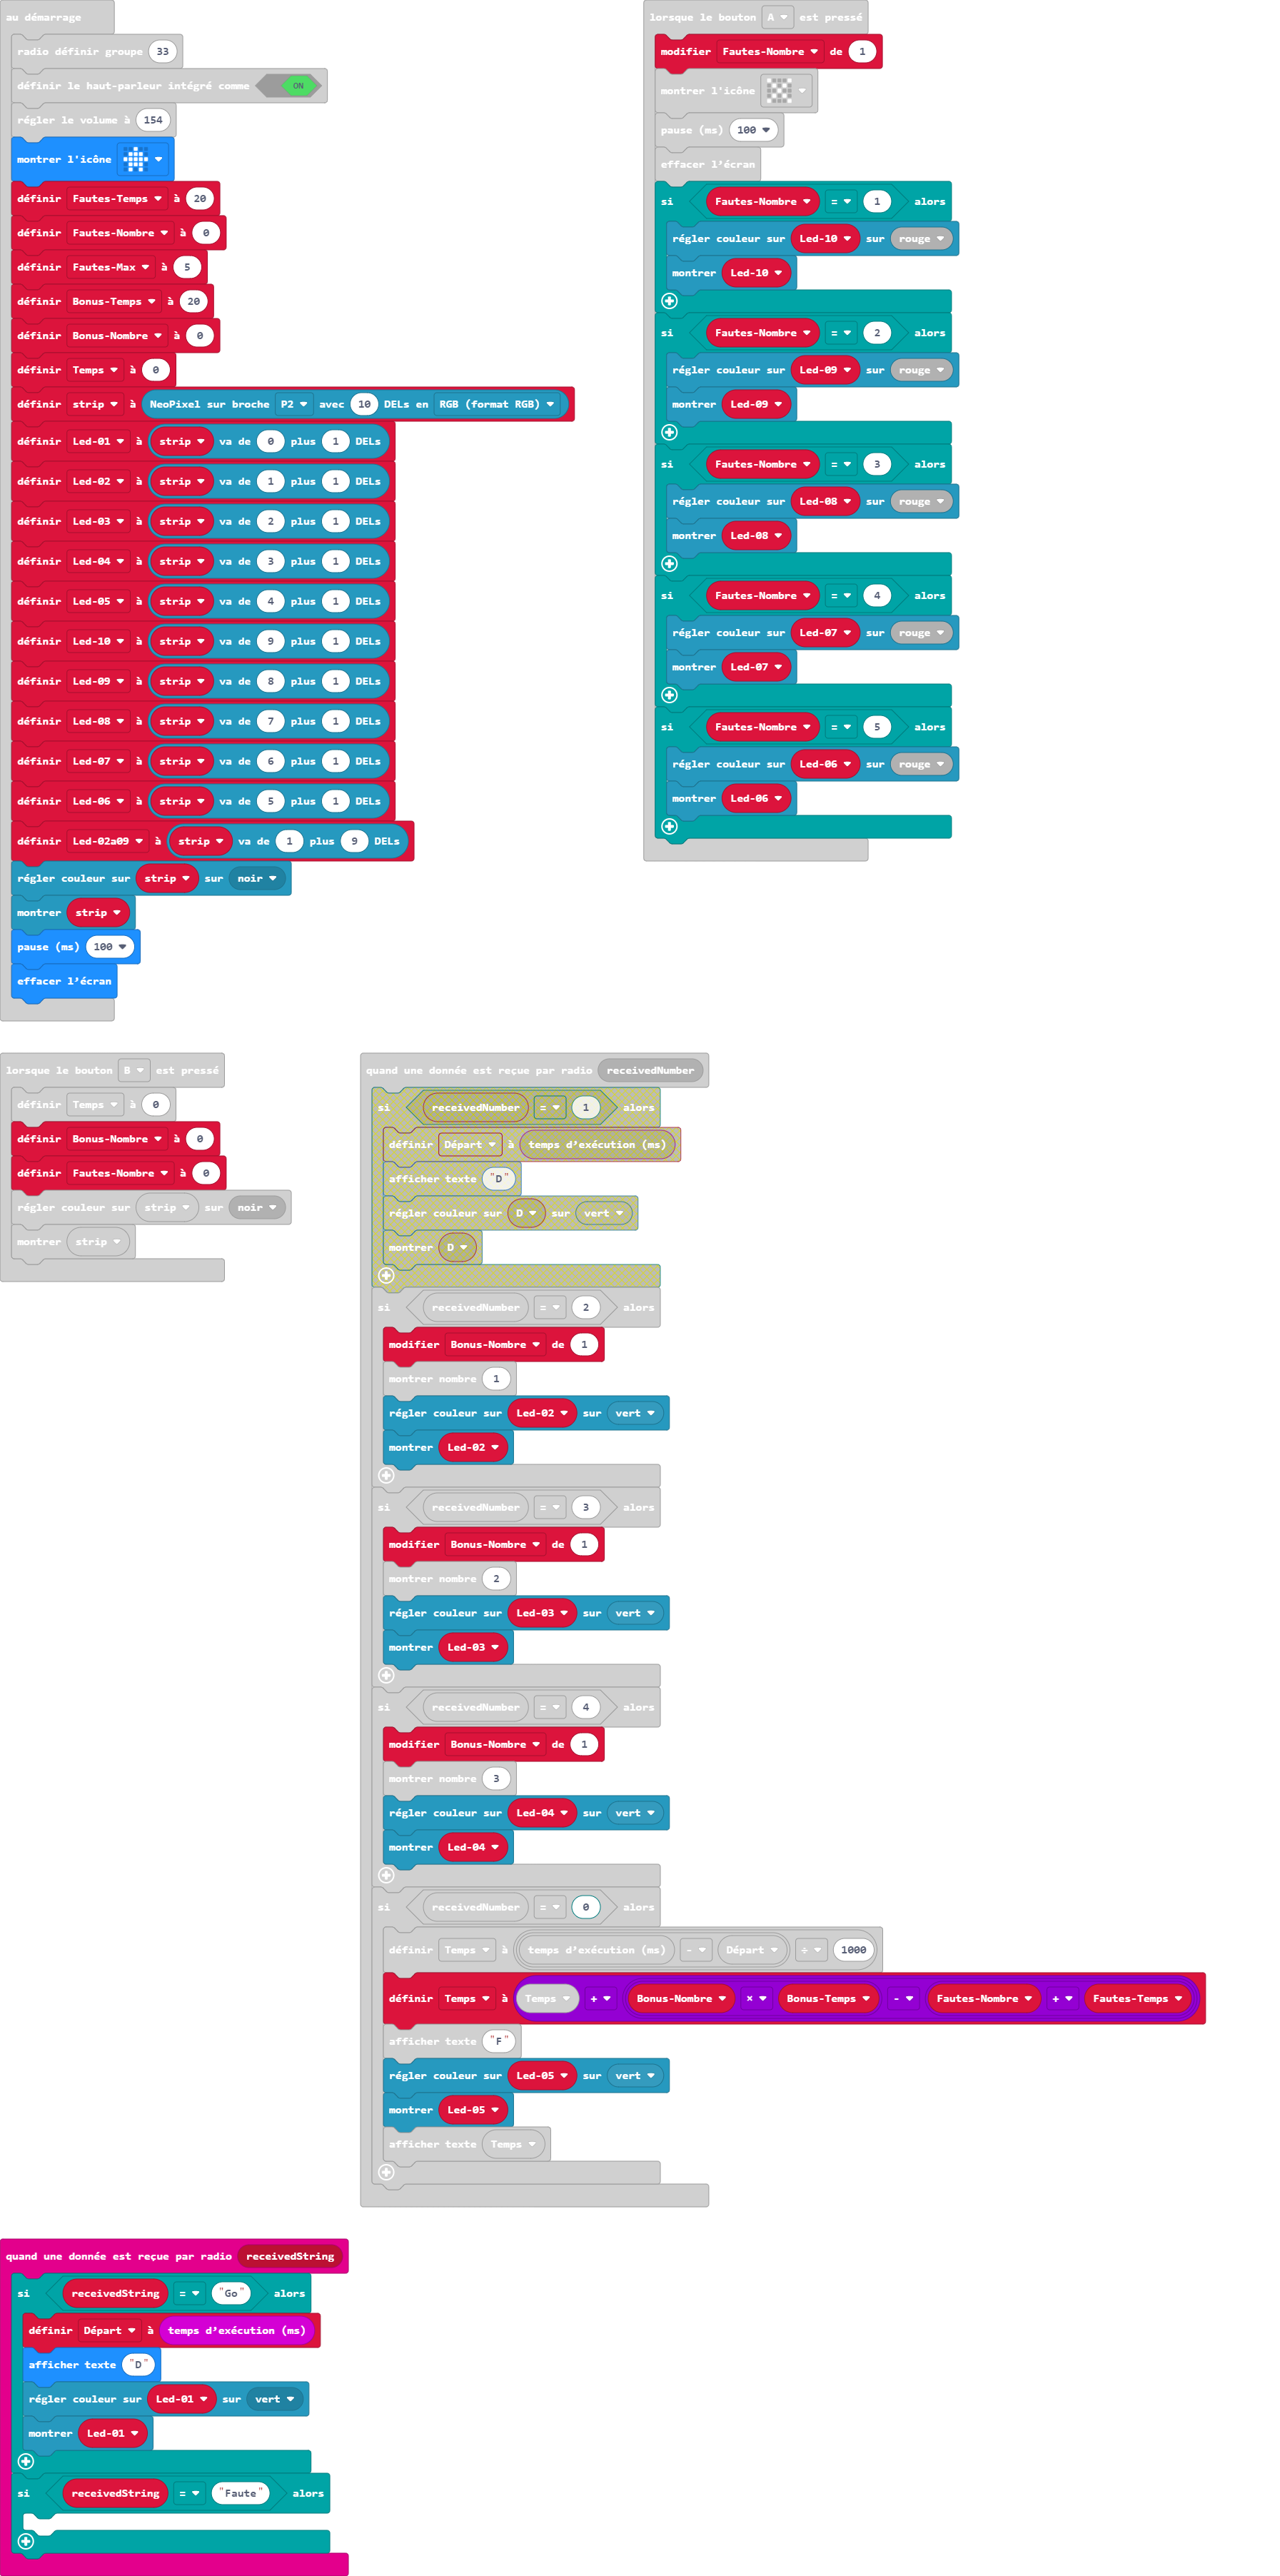 au démarrage
radio définir groupe 33
définir le haut-parleur intégré comme ON
régler le volume à 154
montrer l'icône
définir Fautes-Temps à 20
définir Fautes-Nombre à 0
définir Fautes-Max à 5
définir Bonus-Temps à 20
définir Bonus-Nombre à 0
définir Temps à 0
définir strip à NeoPixel sur broche P2 avec 10 DELs en RGB (format RGB)
définir Led-01 à strip va de 0 plus 1 DELs
définir Led-02 à strip va de 1 plus 1 DELs
définir Led-03 à strip va de 2 plus 1 DELs
définir Led-04 à strip va de 3 plus 1 DELs
définir Led-05 à strip va de 4 plus 1 DELs
définir Led-10 à strip va de 9 plus 1 DELs
définir Led-09 à strip va de 8 plus 1 DELs
définir Led-08 à strip va de 7 plus 1 DELs
définir Led-07 à strip va de 6 plus 1 DELs
définir Led-06 à strip va de 5 plus 1 DELs
définir Led-02a09 à strip va de 1 plus 9 DELs
régler couleur sur strip sur noir
montrer strip
pause (ms) 100
effacer l'écran
lorsque le bouton A est pressé
modifier Fautes-Nombre de 1
montrer l'icône
pause (ms) 100
effacer l'écran
si Fautes-Nombre = 1 alors
régler couleur sur Led-10 sur rouge
montrer Led-10
si Fautes-Nombre = 2 alors
régler couleur sur Led-09 sur rouge
montrer Led-09
si Fautes-Nombre = 3 alors
régler couleur sur Led-08 sur rouge
montrer Led-08
si Fautes-Nombre = 4 alors
régler couleur sur Led-07 sur rouge
montrer Led-07
si Fautes-Nombre = 5 alors
régler couleur sur Led-06 sur rouge
montrer Led-06
lorsque le bouton B est pressé
définir Temps à 0
définir Bonus-Nombre à 0
définir Fautes-Nombre à 0
régler couleur sur strip sur noir
montrer strip
quand une donnée est reçue par radio receivedNumber
si receivedNumber = 1 alors
définir Départ à temps d'exécution (ms)
afficher texte "D"
régler couleur sur D sur vert
montrer D
si receivedNumber = 2 alors
modifier Bonus-Nombre de 1
montrer nombre 1
régler couleur sur Led-02 sur vert
montrer Led-02
si receivedNumber = 3 alors
modifier Bonus-Nombre de 1
montrer nombre 2
régler couleur sur Led-03 sur vert
montrer Led-03
si receivedNumber = 4 alors
modifier Bonus-Nombre de 1
montrer nombre 3
régler couleur sur Led-04 sur vert
montrer Led-04
si receivedNumber = 0 alors
définir Temps à temps d'exécution (ms) - Départ ÷ 1000
définir Temps à Temps + Bonus-Nombre × Bonus-Temps - Fautes-Nombre + Fautes-Temps
afficher texte "F"
régler couleur sur Led-05 sur vert
montrer Led-05
afficher texte Temps
quand une donnée est reçue par radio receivedString
si receivedString = "Go" alors
définir Départ à temps d'exécution (ms)
afficher texte "D"
régler couleur sur Led-01 sur vert
montrer Led-01
si receivedString = "Faute" alors